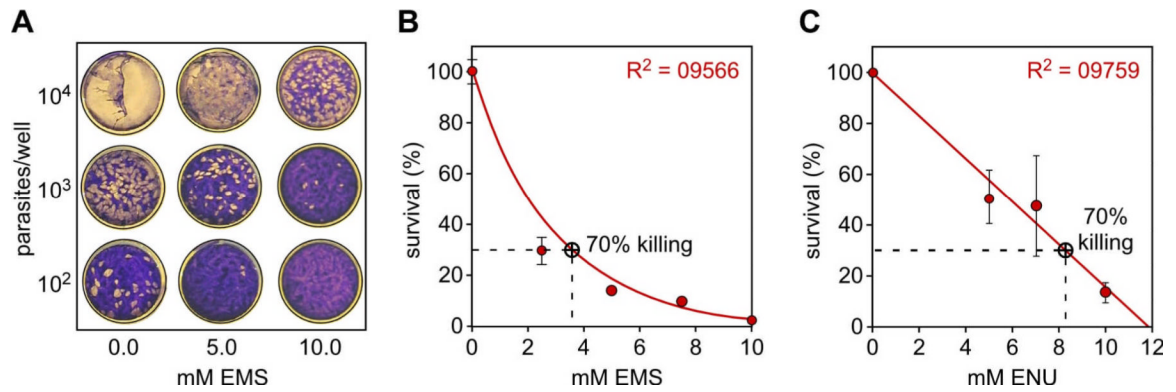 A
parasites/well
10⁴
10³
10²
0.0 5.0 10.0
mM EMS
B
survival (%)
100
80
60
40
20
0
R² = 09566
70% killing
0 2 4 6 8 10
mM EMS
C
survival (%)
100
80
60
40
20
0
R² = 09759
70%
killing
0 2 4 6 8 10 12
mM ENU